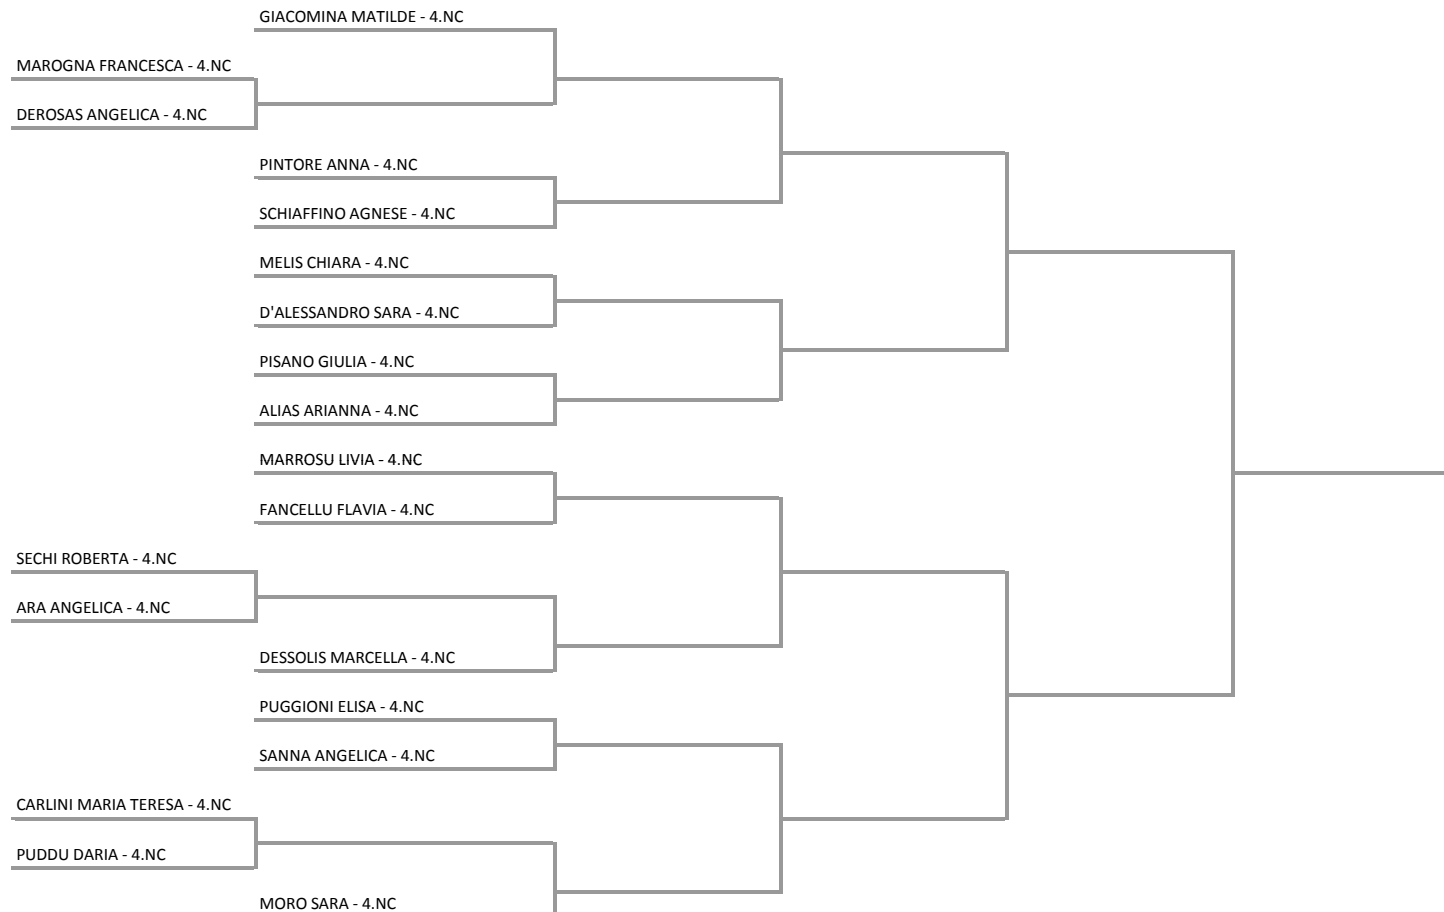 GIACOMINA MATILDE - 4.NC
MAROGNA FRANCESCA - 4.NC
DEROSAS ANGELICA - 4.NC
PINTORE ANNA - 4.NC
SCHIAFFINO AGNESE - 4.NC
MELIS CHIARA - 4.NC
D'ALESSANDRO SARA - 4.NC
PISANO GIULIA - 4.NC
ALIAS ARIANNA - 4.NC
MARROSU LIVIA - 4.NC
FANCELLU FLAVIA - 4.NC
SECHI ROBERTA - 4.NC
ARA ANGELICA - 4.NC
DESSOLIS MARCELLA - 4.NC
PUGGIONI ELISA - 4.NC
SANNA ANGELICA - 4.NC
CARLINI MARIA TERESA - 4.NC
PUDDU DARIA - 4.NC
MORO SARA - 4.NC